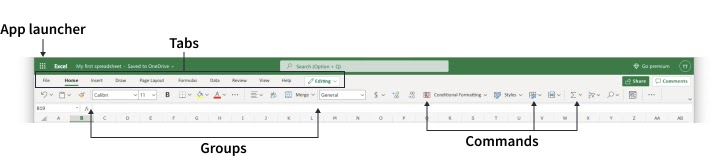 App launcher
Tabs
Excel My first spreadsheet - Saved to OneDrive
Search (Option + Q)
Go premium
File Home Insert Draw Page Layout Formulas Data Review View Help Editing
Share Comments
Calibri 11 B A Merge General $ Conditional Formatting Styles
B19
A B C D E F G H I J K L M N O P Q R S T U V W X Y Z AA AB
Groups
Commands